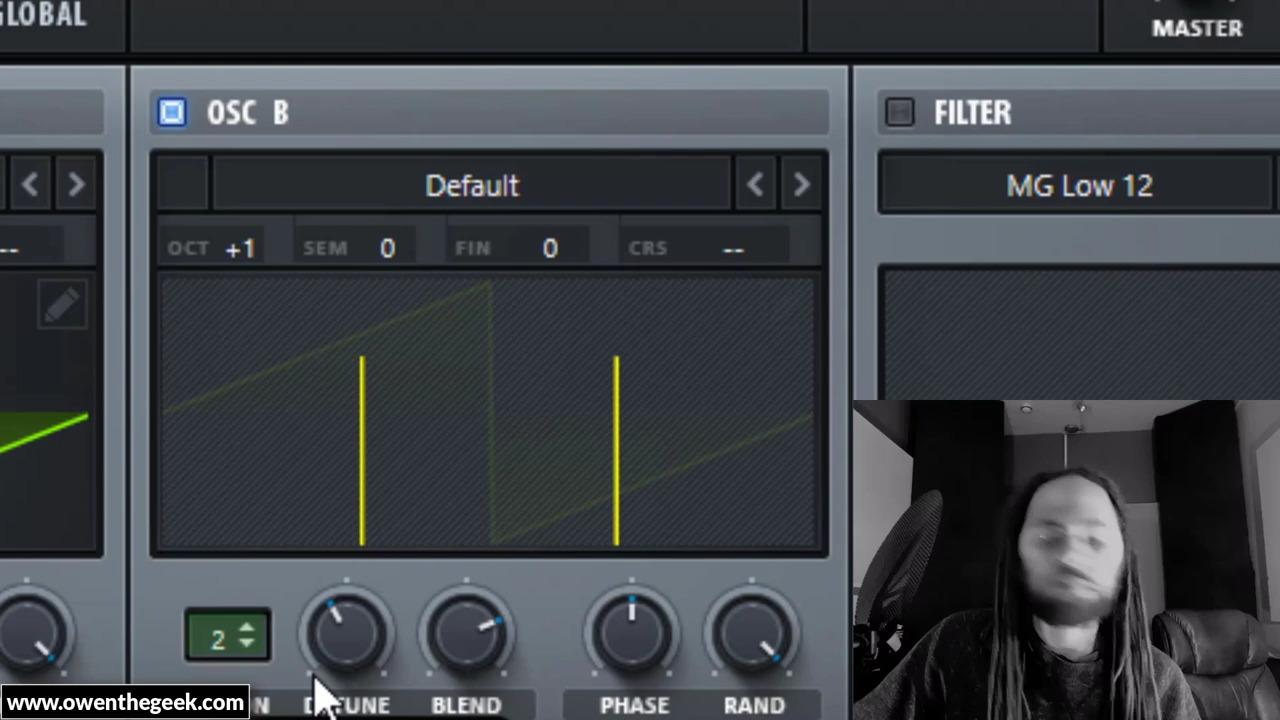 GLOBAL
MASTER
OSC B
FILTER
Default
MG Low 12
-- OCT +1 SEM 0 FIN 0 CRS --
2
BLEND PHASE RAND
www.owenthegeek.com